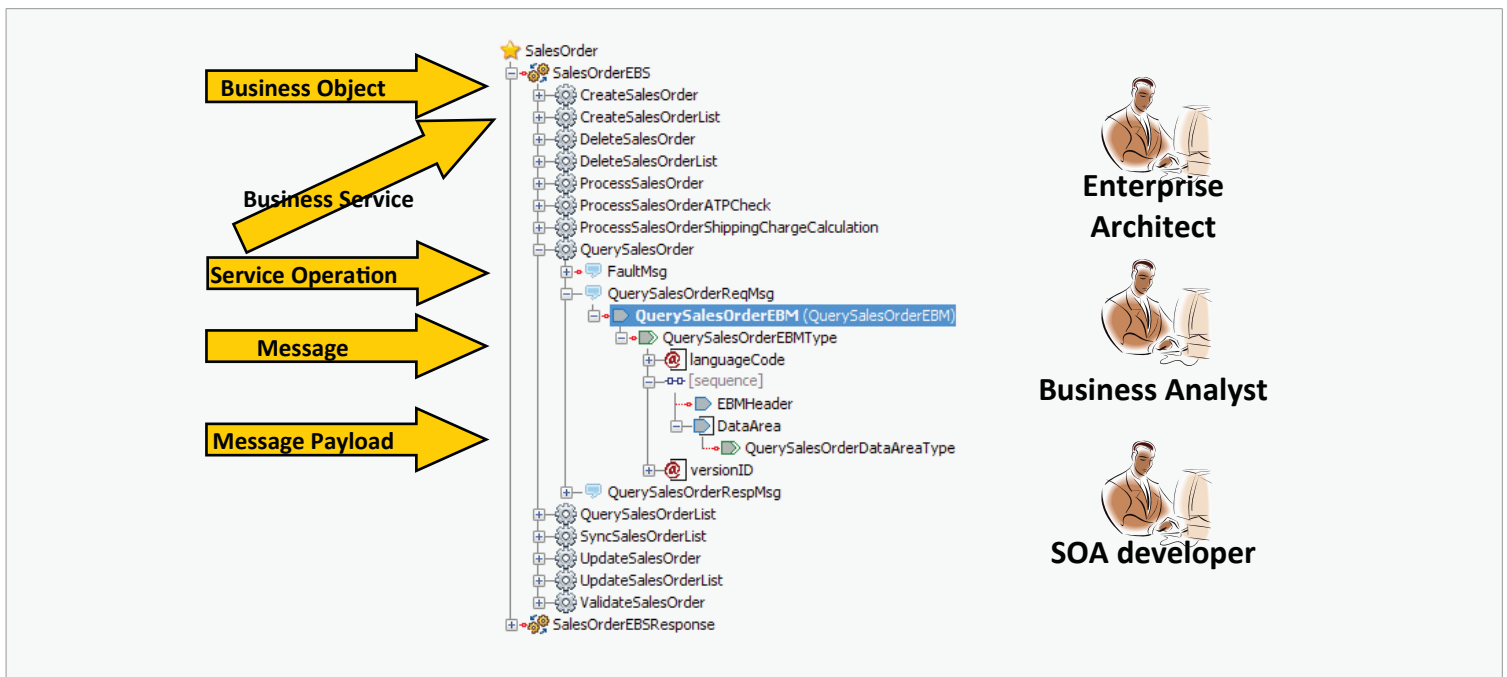 Business Object
Business Service
Service Operation
Message
Message Payload
SalesOrder
SalesOrderEBS
CreateSalesOrder
CreateSalesOrderList
DeleteSalesOrder
DeleteSalesOrderList
ProcessSalesOrder
ProcessSalesOrderATPCheck
ProcessSalesOrderShippingChargeCalculation
QuerySalesOrder
FaultMsg
QuerySalesOrderReqMsg
QuerySalesOrderEBM (QuerySalesOrderEBM)
QuerySalesOrderEBMType
languageCode
[sequence]
EBMHeader
DataArea
QuerySalesOrderDataAreaType
versionID
QuerySalesOrderRespMsg
QuerySalesOrderList
SyncSalesOrderList
UpdateSalesOrder
UpdateSalesOrderList
ValidateSalesOrder
SalesOrderEBSResponse
Enterprise
Architect
Business Analyst
SOA developer